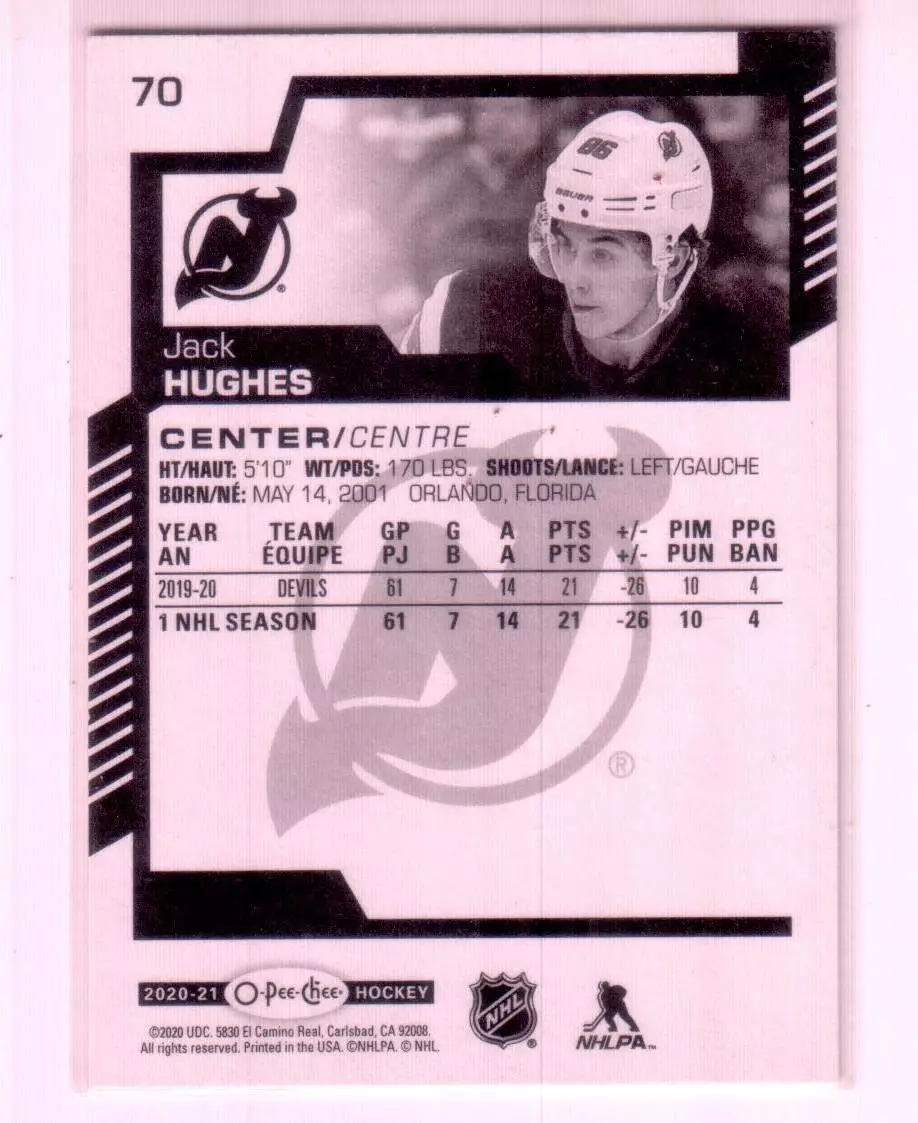 70
86
BAUER
®
Jack
HUGHES
CENTER/CENTRE
HT/HAUT: 5'10" WT/PDS: 170 LBS. SHOOTS/LANCE: LEFT/GAUCHE
BORN/NÉ: MAY 14, 2001 ORLANDO, FLORIDA
YEAR TEAM GP G A PTS +/- PIM PPG
AN ÉQUIPE PJ B A PTS +/- PUN BAN
2019-20 DEVILS 61 7 14 21 -26 10 4
1 NHL SEASON 61 7 14 21 -26 10 4
®
2020-21 O-Pee-Chee® HOCKEY
NHL ®
NHLPA™
©2020 UDC. 5830 El Camino Real, Carlsbad, CA 92008.
All rights reserved. Printed in the USA. ©NHLPA. © NHL.